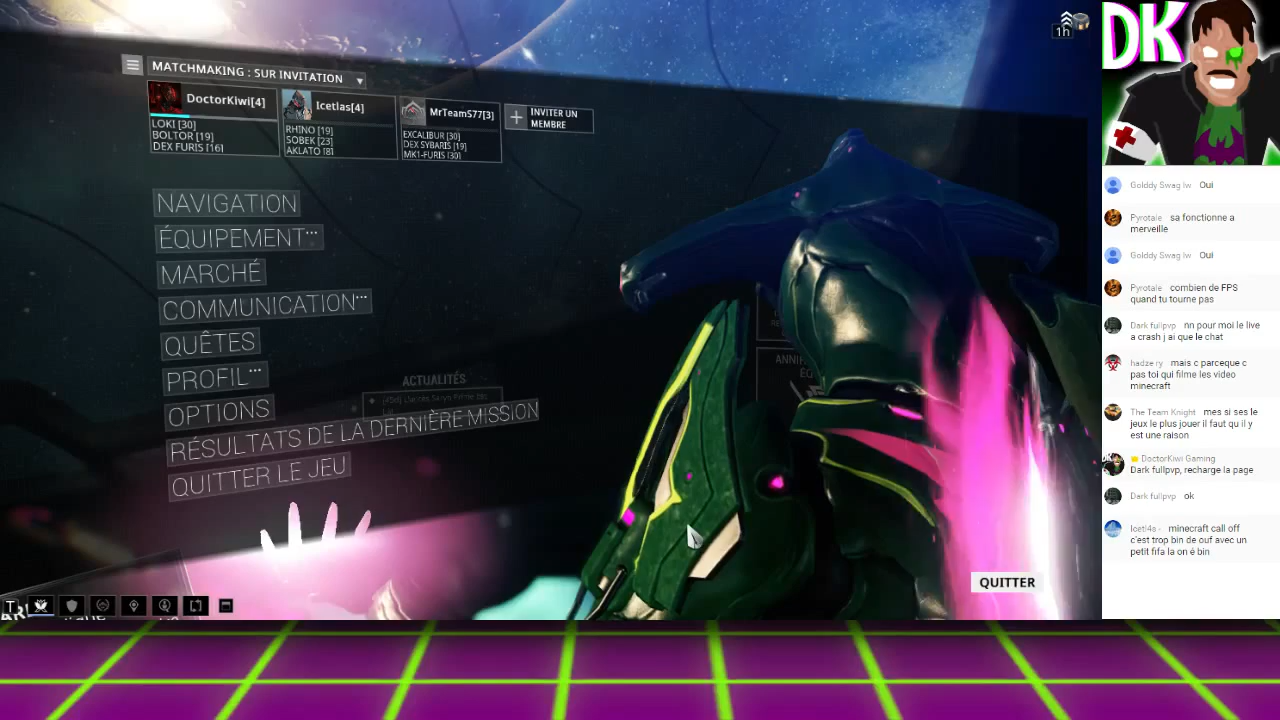 1h
DK
MATCHMAKING : SUR INVITATION
DoctorKiwi[4]
LOKI [30]
BOLTOR [19]
DEX FURIS [16]
Icetlas[4]
RHINO [19]
SOBEK [23]
AKLATO [8]
MrTeamS77[3]
EXCALIBUR [30]
DEX SYBARIS [19]
MK1-FURIS [30]
INVITER UN
MEMBRE
NAVIGATION
ÉQUIPEMENT
MARCHÉ
COMMUNICATION
QUÊTES
PROFIL
OPTIONS
RÉSULTATS DE LA DERNIÈRE MISSION
QUITTER LE JEU
ACTUALITÉS
QUITTER
Golddy Swag lw Oui
Pyrotaie sa fonctionne a
merveille
Golddy Swag lw Oui
Pyrotaie combien de FPS
quand tu tourne pas
Dark fullpvp nn pour moi le live
a crash j ai que le chat
hadze ry mais c parceque c
pas toi qui filme les video
minecraft
The Team Knight mes si ses le
jeux le plus jouer il faut qu il y
est une raison
DoctorKiwi Gaming
Dark fullpvp, recharge la page
Dark fullpvp ok
Icetl4s - minecraft call off
c'est trop bin de ouf avec un
petit fifa la on é bin